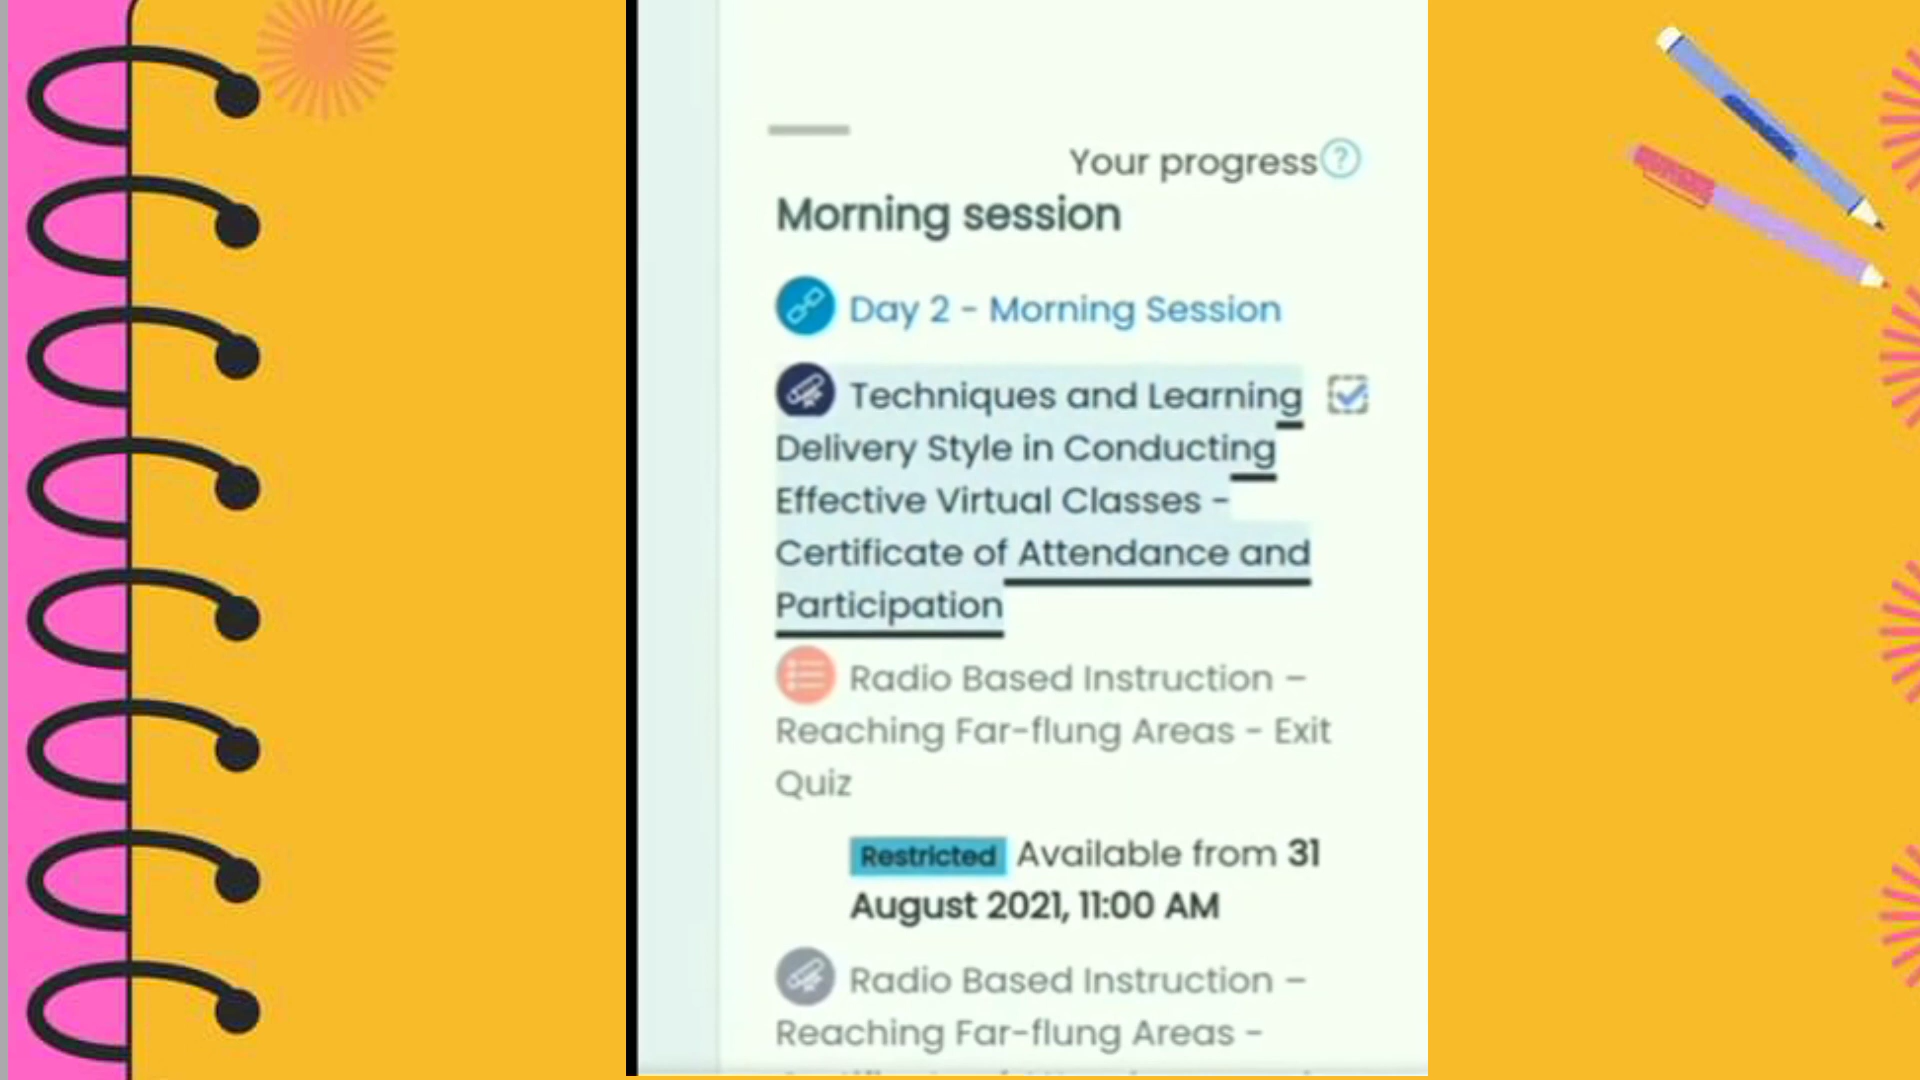 Your progress ?
Morning session
Day 2 - Morning Session
Techniques and Learning
Delivery Style in Conducting
Effective Virtual Classes -
Certificate of Attendance and
Participation
Radio Based Instruction –
Reaching Far-flung Areas - Exit
Quiz
Restricted Available from 31
August 2021, 11:00 AM
Radio Based Instruction –
Reaching Far-flung Areas -